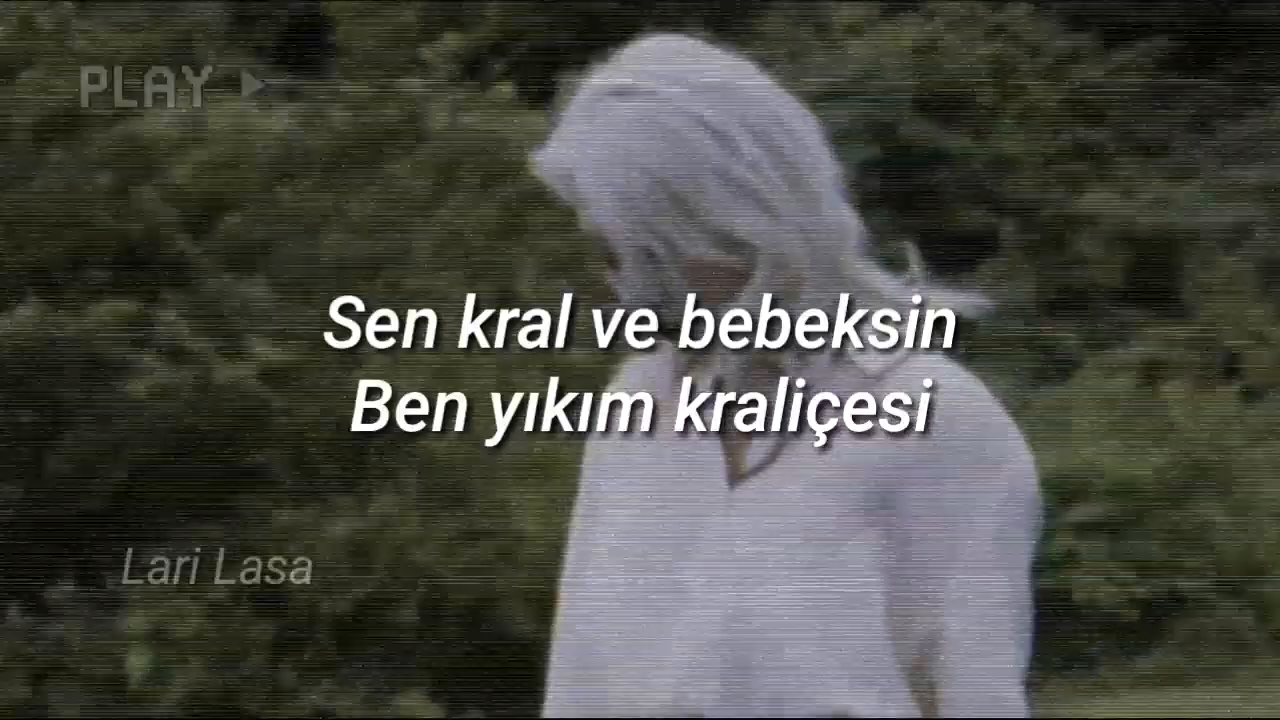 PLAY
Sen kral ve bebeksin
Ben yıkım kraliçesi
Lari Lasa